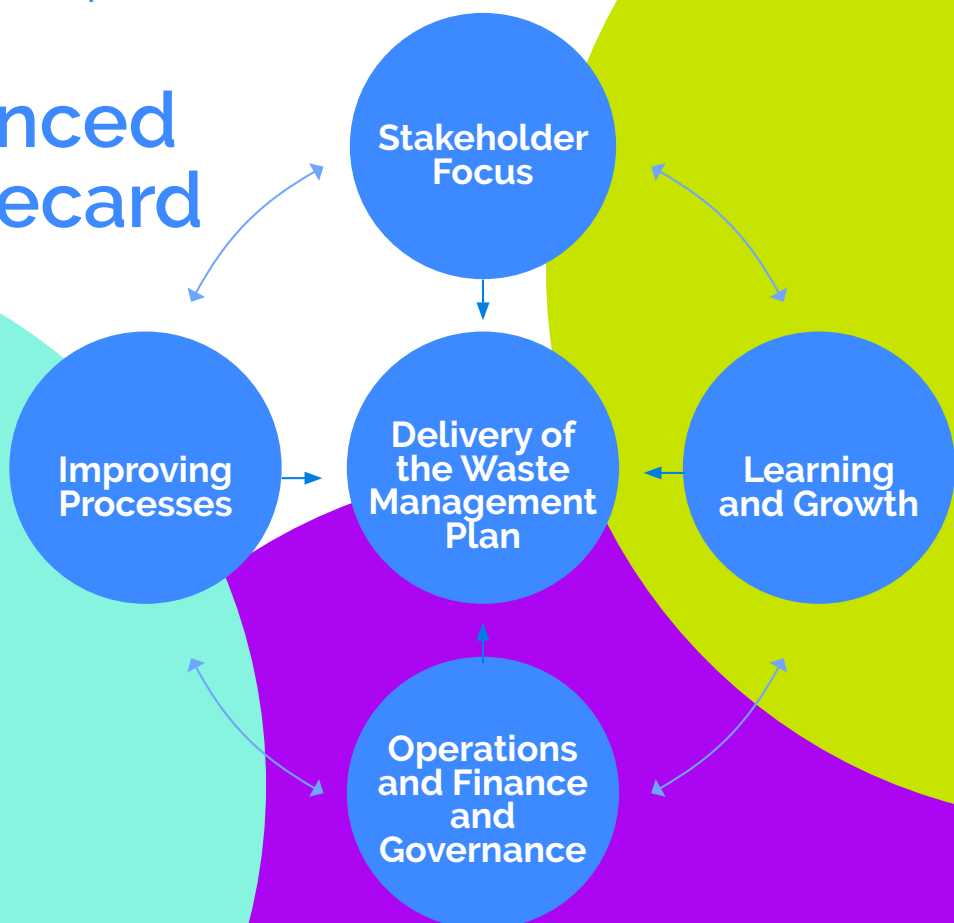 nced
ecard
Stakeholder
Focus
Improving
Processes
Delivery of
the Waste
Management
Plan
Learning
and Growth
Operations
and Finance
and
Governance